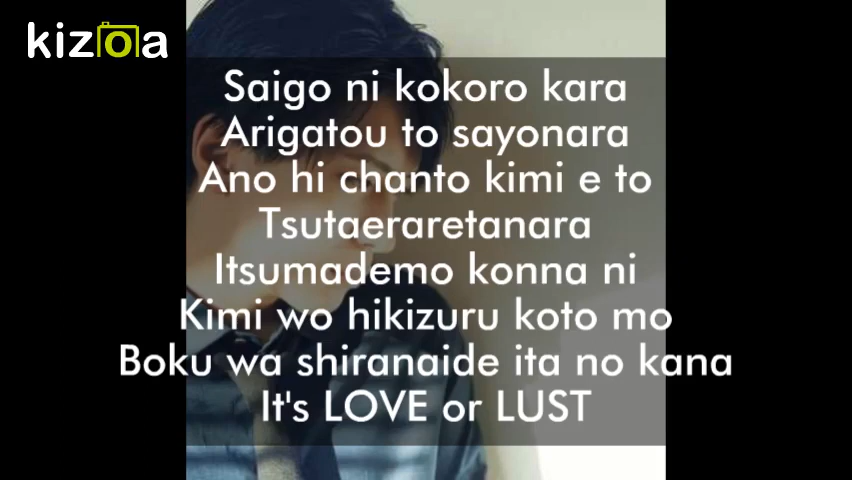 kizoa
Saigo ni kokoro kara
Arigatou to sayonara
Ano hi chanto kimi e to
Tsutaeraretanara
Itsumademo konna ni
Kimi wo hikizuru koto mo
Boku wa shiranaide ita no kana
It's LOVE or LUST